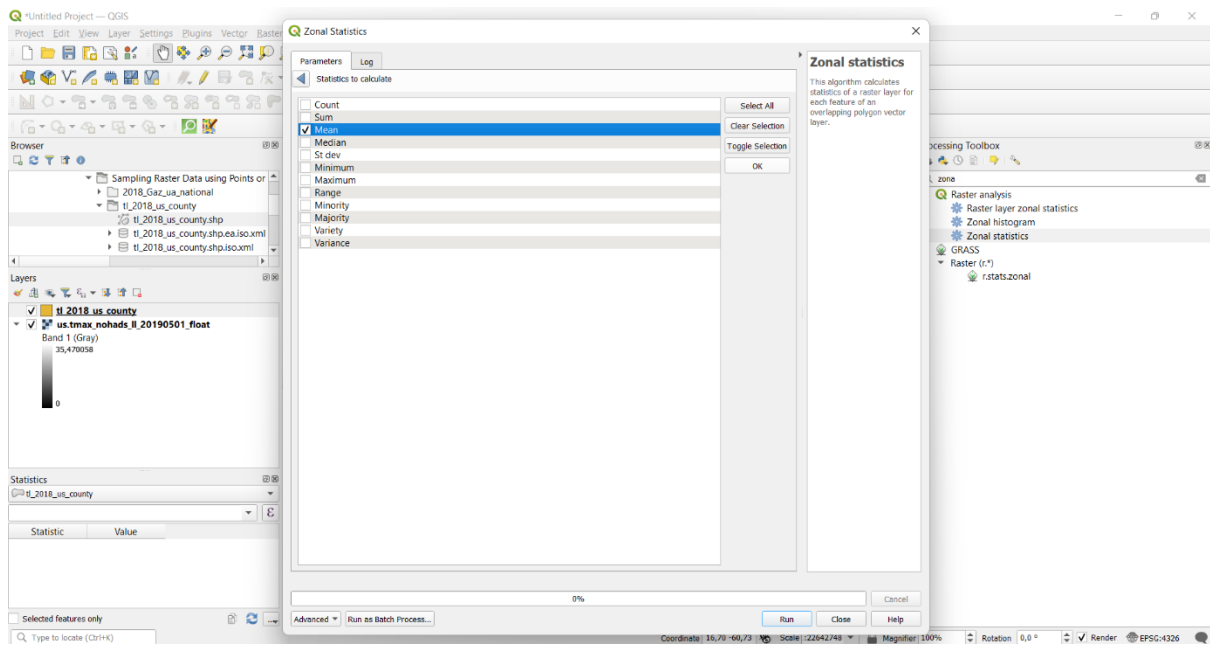 *Untitled Project — QGIS
Project Edit View Layer Settings Plugins Vector Raster
Browser
Sampling Raster Data using Points or
2018_Gaz_ua_national
tl_2018_us_county
tl_2018_us_county.shp
tl_2018_us_county.shp.ea.iso.xml
tl_2018_us_county.shp.iso.xml
Layers
tl_2018_us_county
us.tmax_nohads_ll_20190501_float
Band 1 (Gray)
35,470058
0
Statistics
tl_2018_us_county
ε
Statistic Value
Selected features only
Type to locate (Ctrl+K)
Zonal Statistics
Parameters Log
Statistics to calculate
Count
Sum
Mean
Median
St dev
Minimum
Maximum
Range
Minority
Majority
Variety
Variance
Select All
Clear Selection
Toggle Selection
OK
Zonal statistics
This algorithm calculates
statistics of a raster layer for
each feature of an
overlapping polygon vector
layer.
0%
Cancel
Advanced Run as Batch Process...
Run Close Help
ocessing Toolbox
zona
Raster analysis
Raster layer zonal statistics
Zonal histogram
Zonal statistics
GRASS
Raster (r.*)
r.stats.zonal
Coordinate 16,70 -60,73 Scale :22642748 Magnifier 100% Rotation 0,0 ° Render EPSG:4326